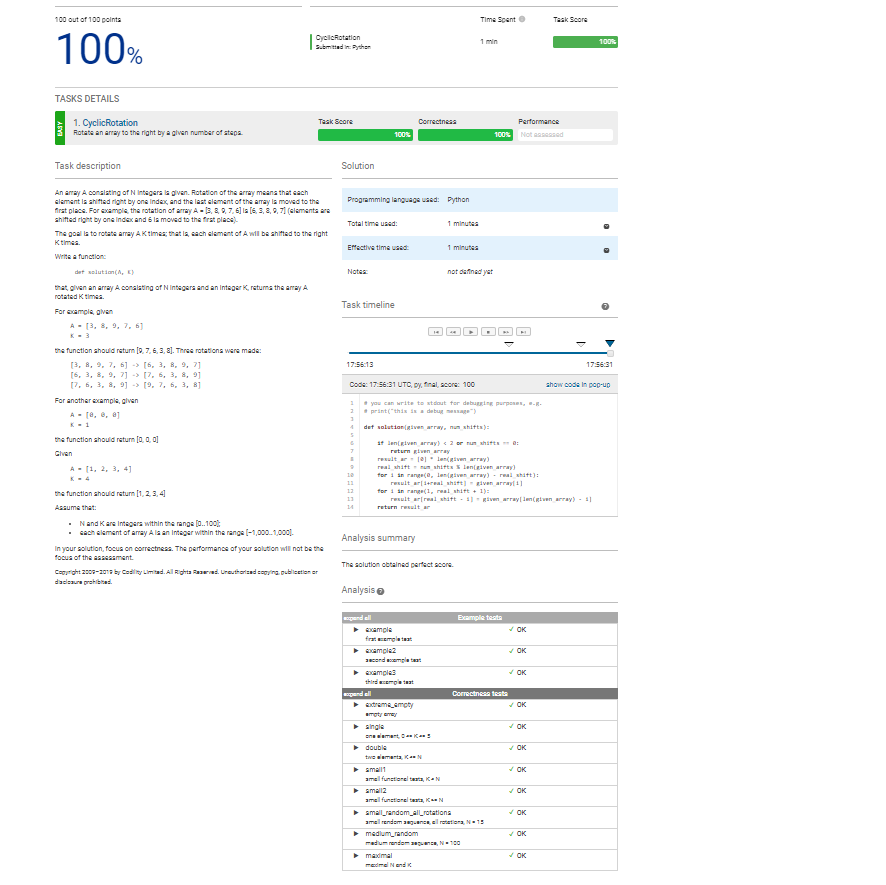 100 out of 100 points
100%
Time Spent
Task Score
CyclicRotation
Submitted in: Python
1 min
100%
TASKS DETAILS
EASY
1. CyclicRotation
Rotate an array to the right by a given number of steps.
Task Score
100%
Correctness
100%
Performance
Not assessed
Task description
An array A consisting of N integers is given. Rotation of the array means that each
element is shifted right by one index, and the last element of the array is moved to the
first place. For example, the rotation of array A = [3, 8, 9, 7, 6] is [6, 3, 8, 9, 7] (elements are
shifted right by one index and 6 is moved to the first place).
The goal is to rotate array A K times; that is, each element of A will be shifted to the right
K times.
Write a function:
def solution(A, K)
that, given an array A consisting of N integers and an integer K, returns the array A
rotated K times.
For example, given
A = [3, 8, 9, 7, 6]
K = 3
the function should return [9, 7, 6, 3, 8]. Three rotations were made:
[3, 8, 9, 7, 6] -> [6, 3, 8, 9, 7]
[6, 3, 8, 9, 7] -> [7, 6, 3, 8, 9]
[7, 6, 3, 8, 9] -> [9, 7, 6, 3, 8]
For another example, given
A = [0, 0, 0]
K = 1
the function should return [0, 0, 0]
Given
A = [1, 2, 3, 4]
K = 4
the function should return [1, 2, 3, 4]
Assume that:
• N and K are integers within the range [0..100];
• each element of array A is an integer within the range [−1,000..1,000].
In your solution, focus on correctness. The performance of your solution will not be the
focus of the assessment.
Copyright 2009–2019 by Codility Limited. All Rights Reserved. Unauthorized copying, publication or
disclosure prohibited.
Solution
Programming language used: Python
Total time used: 1 minutes
Effective time used: 1 minutes
Notes: not defined yet
Task timeline
17:56:13
17:56:31
Code: 17:56:31 UTC, py, final, score: 100
show code in pop-up
1 # you can write to stdout for debugging purposes, e.g.
2 # print("this is a debug message")
3
4 def solution(given_array, num_shifts):
5
6 if len(given_array) < 2 or num_shifts == 0:
7 return given_array
8 result_ar = [0] * len(given_array)
9 real_shift = num_shifts % len(given_array)
10 for i in range(0, len(given_array) - real_shift):
11 result_ar[i+real_shift] = given_array[i]
12 for i in range(1, real_shift + 1):
13 result_ar[real_shift - i] = given_array[len(given_array) - i]
14 return result_ar
Analysis summary
The solution obtained perfect score.
Analysis
expand all Example tests
example OK
first example test
example2 OK
second example test
example3 OK
third example test
expand all Correctness tests
extreme_empty OK
empty array
single OK
one element, 0 <= K <= 5
double OK
two elements, K <= N
small1 OK
small functional tests, K < N
small2 OK
small functional tests, K >= N
small_random_all_rotations OK
small random sequence, all rotations, N = 15
medium_random OK
medium random sequence, N = 100
maximal OK
maximal N and K